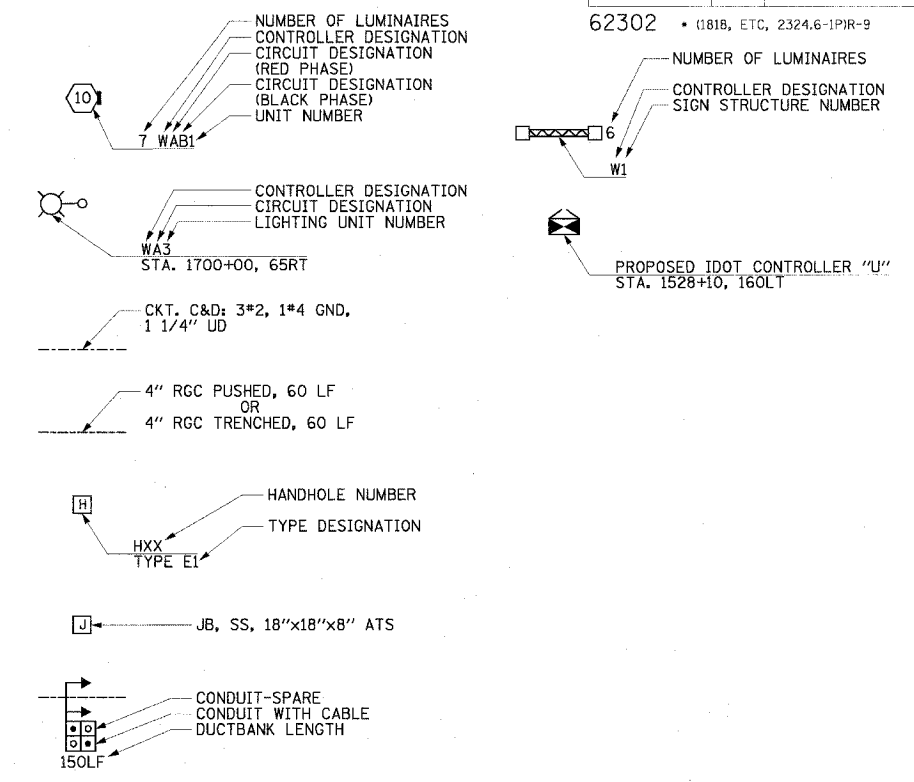 62302 * (1818, ETC, 2324.6-1P)R-9
NUMBER OF LUMINAIRES
CONTROLLER DESIGNATION
CIRCUIT DESIGNATION
(RED PHASE)
CIRCUIT DESIGNATION
(BLACK PHASE)
UNIT NUMBER
10
7 WAB1
CONTROLLER DESIGNATION
CIRCUIT DESIGNATION
LIGHTING UNIT NUMBER
WA3
STA. 1700+00, 65RT
CKT. C&D: 3#2, 1#4 GND,
1 1/4" UD
4" RGC PUSHED, 60 LF
OR
4" RGC TRENCHED, 60 LF
HANDHOLE NUMBER
TYPE DESIGNATION
H
HXX
TYPE E1
J
JB, SS, 18"x18"x8" ATS
CONDUIT-SPARE
CONDUIT WITH CABLE
DUCTBANK LENGTH
150LF
NUMBER OF LUMINAIRES
CONTROLLER DESIGNATION
SIGN STRUCTURE NUMBER
6
W1
PROPOSED IDOT CONTROLLER "U"
STA. 1528+10, 160LT